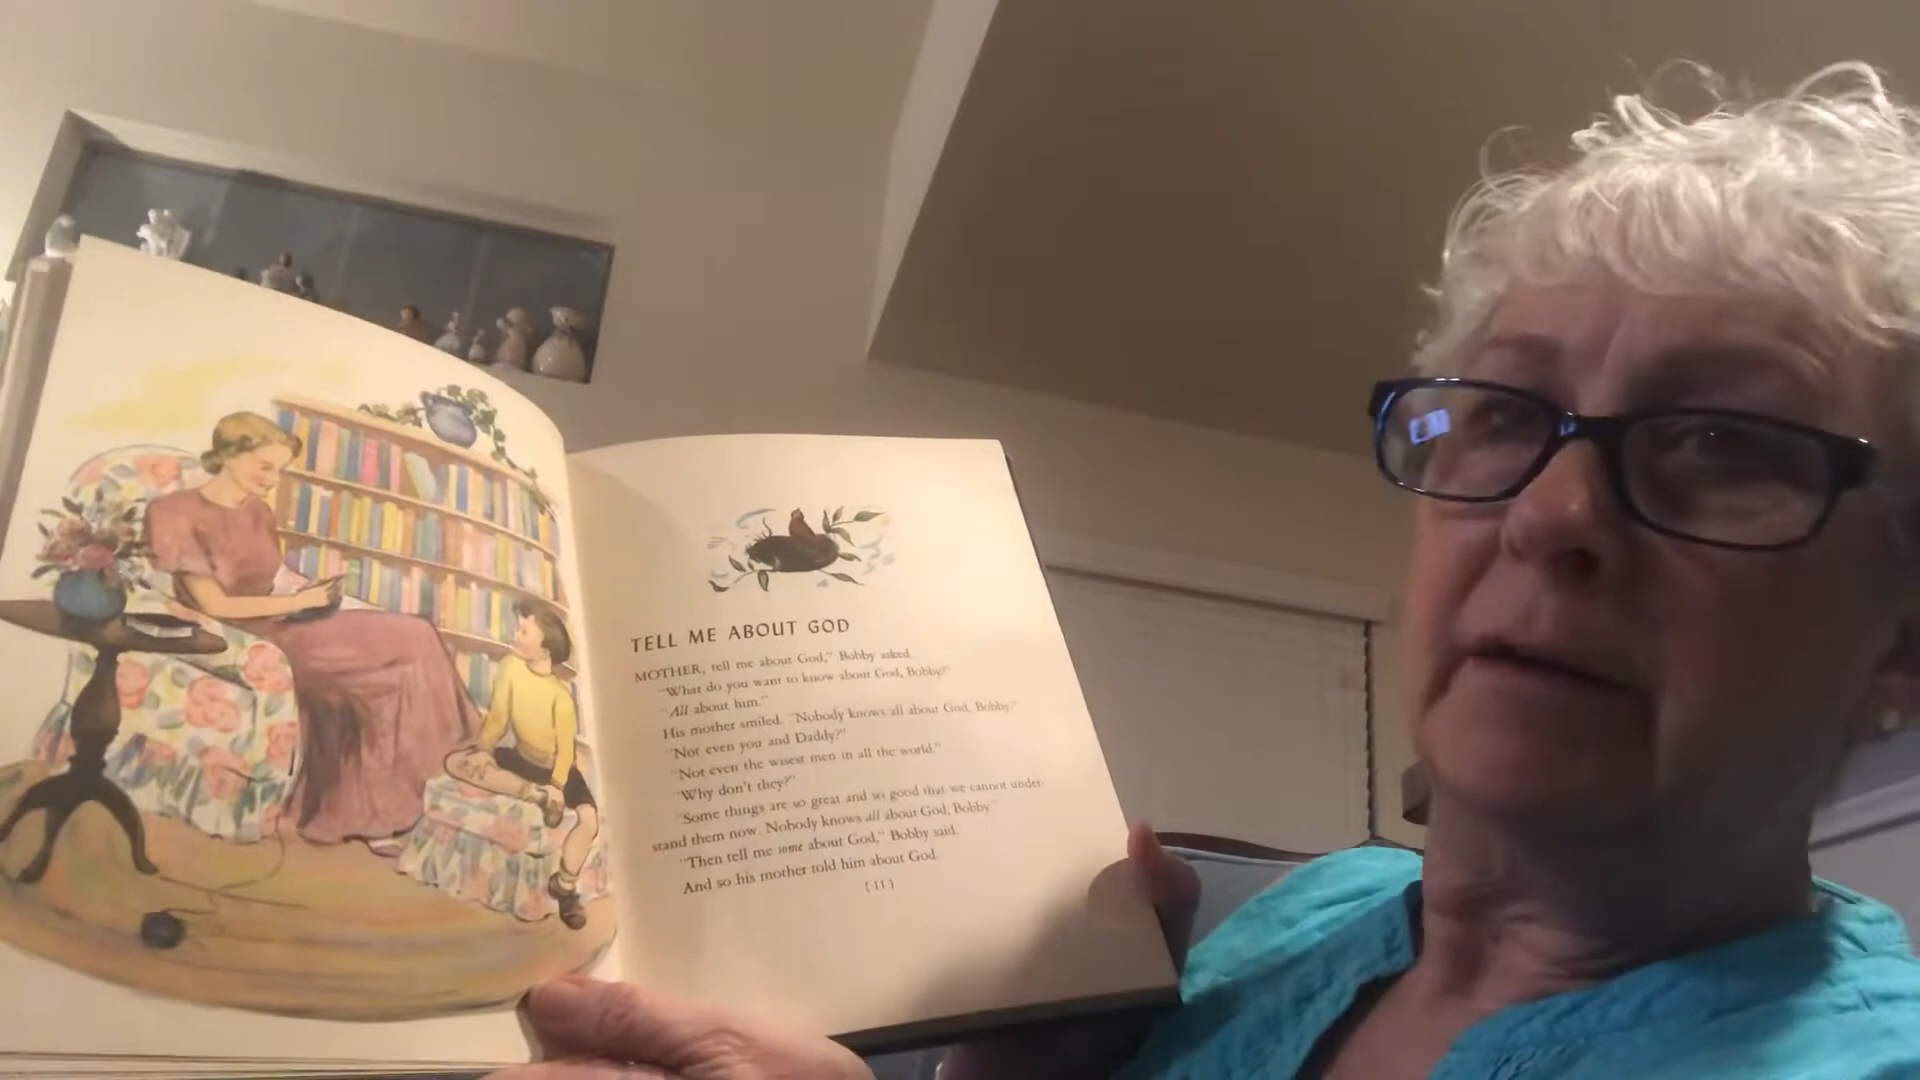 TELL ME ABOUT GOD
MOTHER, tell me about God," Bobby asked.
"What do you want to know about God, Bobby?"
"All about him."
His mother smiled. "Nobody knows all about God, Bobby."
"Not even you and Daddy?"
"Not even the wisest men in all the world."
"Why don't they?"
"Some things are so great and so good that we cannot under-
stand them now. Nobody knows all about God, Bobby."
"Then tell me some about God," Bobby said.
And so his mother told him about God.
[ 11 ]